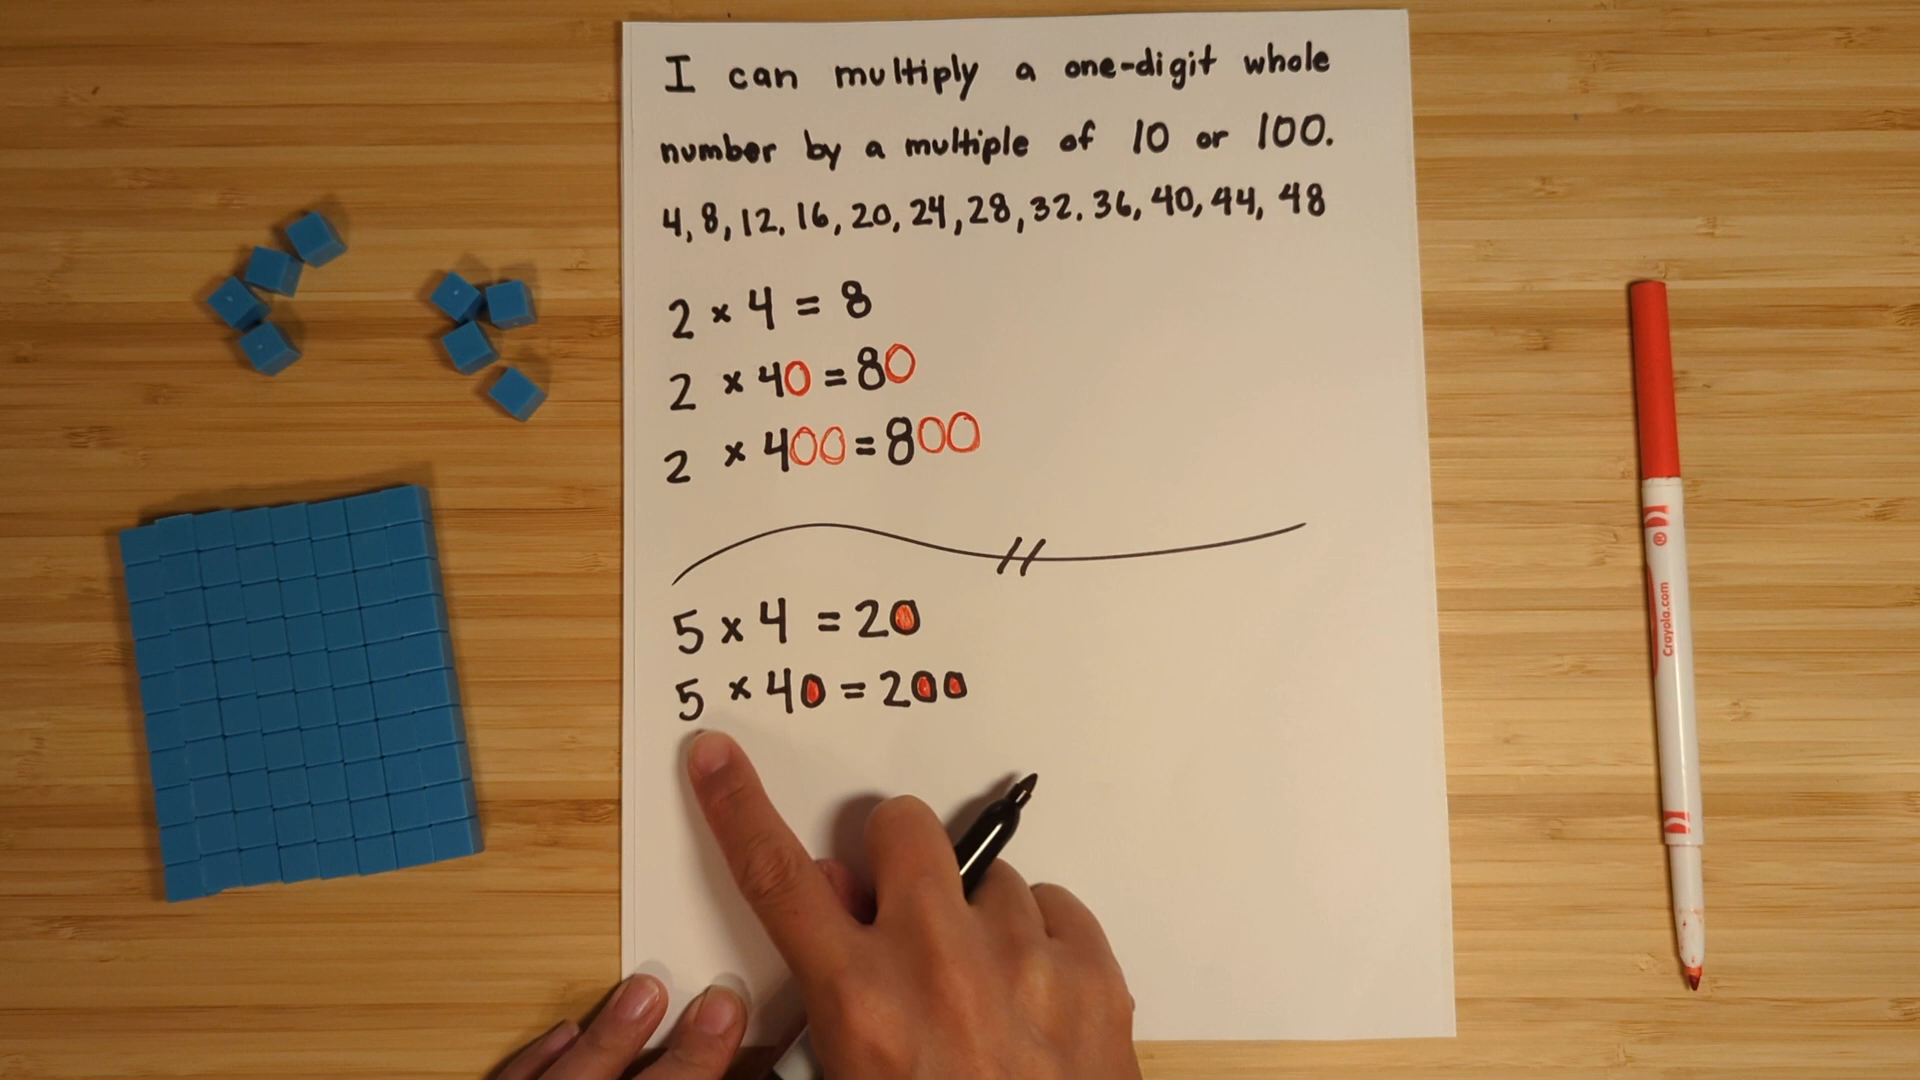 I can multiply a one-digit whole
number by a multiple of 10 or 100.
4, 8, 12. 16, 20, 24, 28, 32. 36, 40, 44, 48
2 × 4 = 8
2 × 40 = 80
2 × 400 = 800
5 × 4 = 20
5 × 40 = 200
Crayola.com